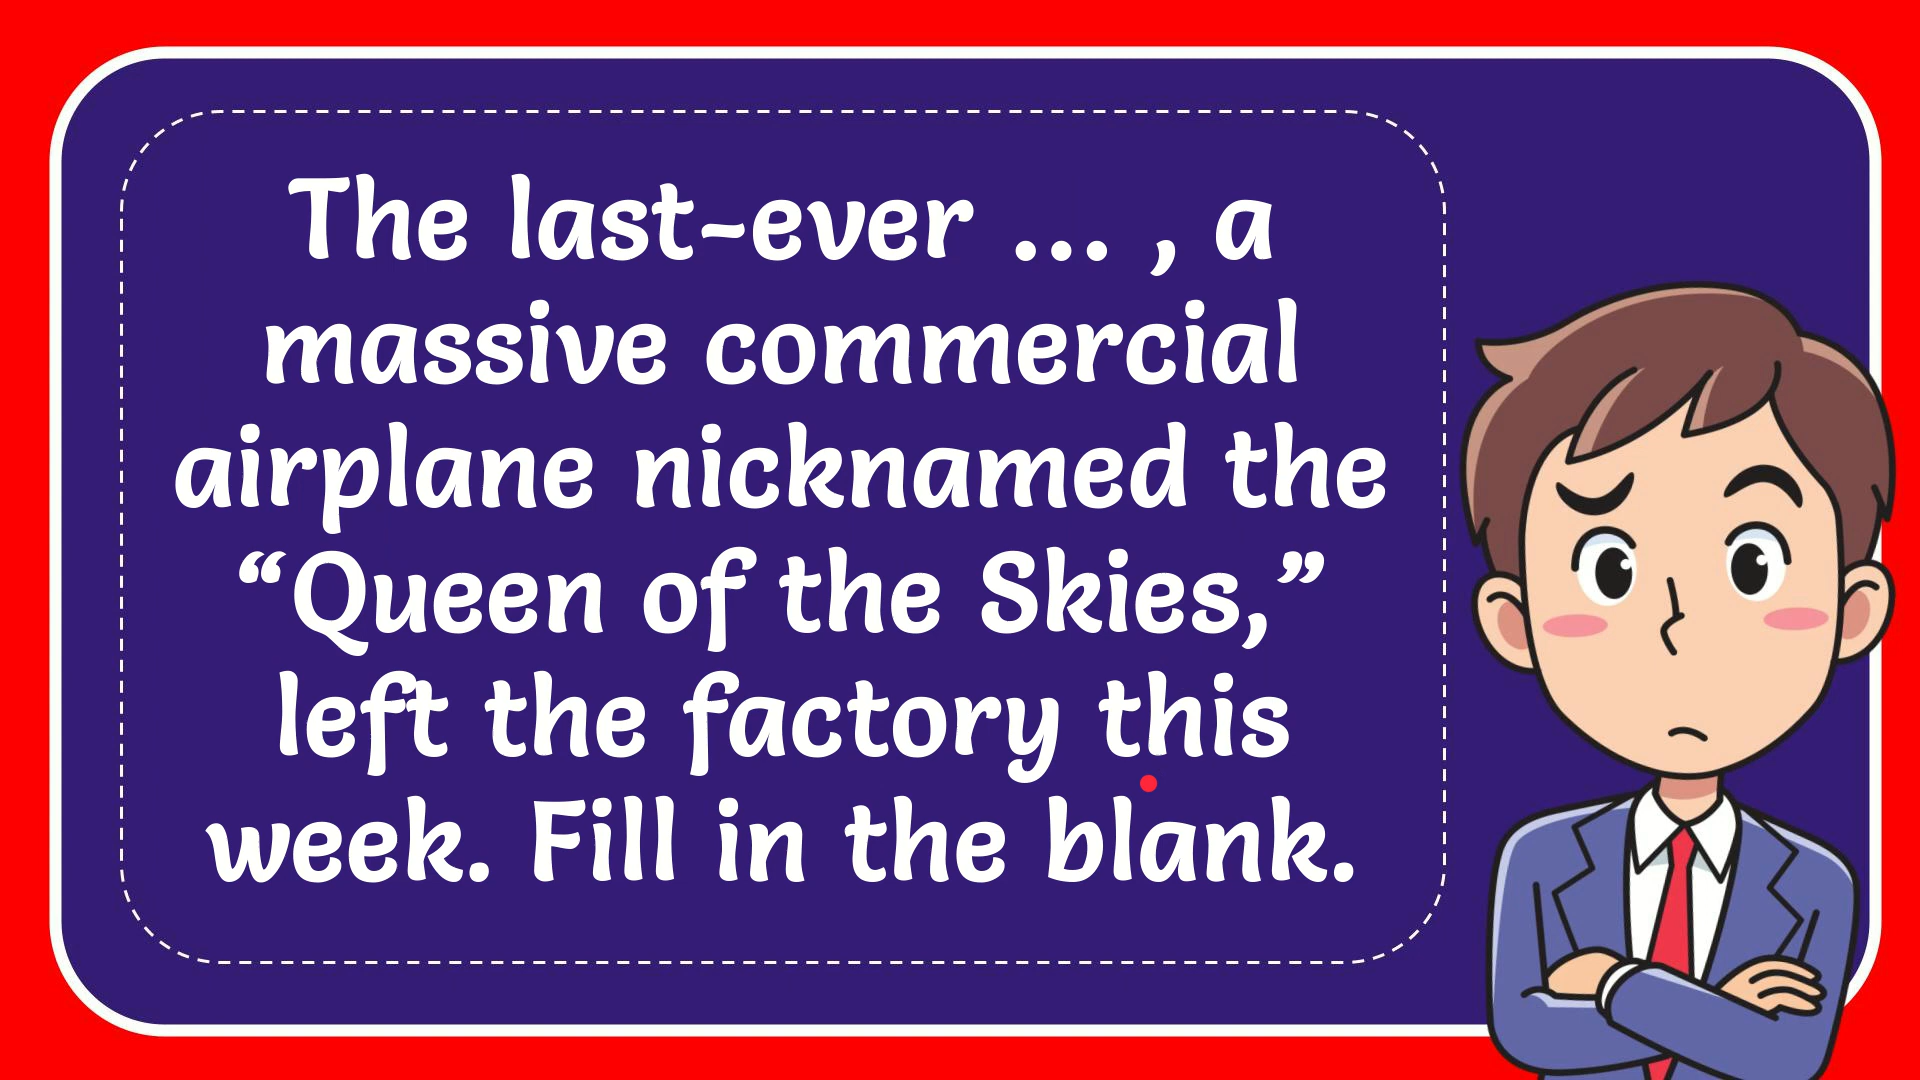 The last-ever ... , a
massive commercial
airplane nicknamed the
“Queen of the Skies,”
left the factory this
week. Fill in the blank.